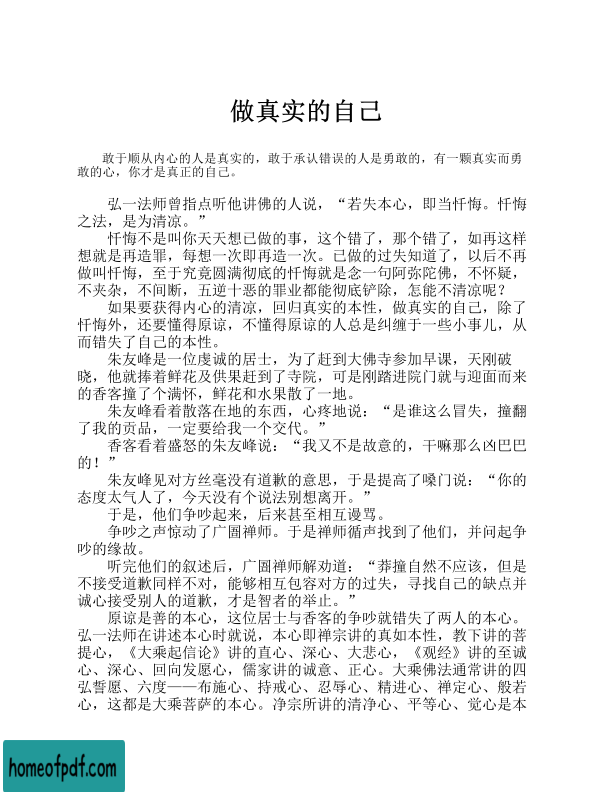 做真实的自己
敢于顺从内心的人是真实的，敢于承认错误的人是勇敢的，有一颗真实而勇
敢的心，你才是真正的自己。
弘一法师曾指点听他讲佛的人说，“若失本心，即当忏悔。忏悔
之法，是为清凉。”
忏悔不是叫你天天想已做的事，这个错了，那个错了，如再这样
想就是再造罪，每想一次即再造一次。已做的过失知道了，以后不再
做叫忏悔，至于究竟圆满彻底的忏悔就是念一句阿弥陀佛，不怀疑，
不夹杂，不间断，五逆十恶的罪业都能彻底铲除，怎能不清凉呢？
如果要获得内心的清凉，回归真实的本性，做真实的自己，除了
忏悔外，还要懂得原谅，不懂得原谅的人总是纠缠于一些小事儿，从
而错失了自己的本性。
朱友峰是一位虔诚的居士，为了赶到大佛寺参加早课，天刚破
晓，他就捧着鲜花及供果赶到了寺院，可是刚踏进院门就与迎面而来
的香客撞了个满怀，鲜花和水果散了一地。
朱友峰看着散落在地的东西，心疼地说：“是谁这么冒失，撞翻
了我的贡品，一定要给我一个交代。”
香客看着盛怒的朱友峰说：“我又不是故意的，干嘛那么凶巴巴
的！”
朱友峰见对方丝毫没有道歉的意思，于是提高了嗓门说：“你的
态度太气人了，今天没有个说法别想离开。”
于是，他们争吵起来，后来甚至相互谩骂。
争吵之声惊动了广圄禅师。于是禅师循声找到了他们，并问起争
吵的缘故。
听完他们的叙述后，广圄禅师解劝道：“莽撞自然不应该，但是
不接受道歉同样不对，能够相互包容对方的过失，寻找自己的缺点并
诚心接受别人的道歉，才是智者的举止。”
原谅是善的本心，这位居士与香客的争吵就错失了两人的本心。
弘一法师在讲述本心时就说，本心即禅宗讲的真如本性，教下讲的菩
提心，《大乘起信论》讲的直心、深心、大悲心，《观经》讲的至诚
心、深心、回向发愿心，儒家讲的诚意、正心。大乘佛法通常讲的四
弘誓愿、六度——布施心、持戒心、忍辱心、精进心、禅定心、般若
心，这都是大乘菩萨的本心。净宗所讲的清净心、平等心、觉心是本
homeofpdf.com